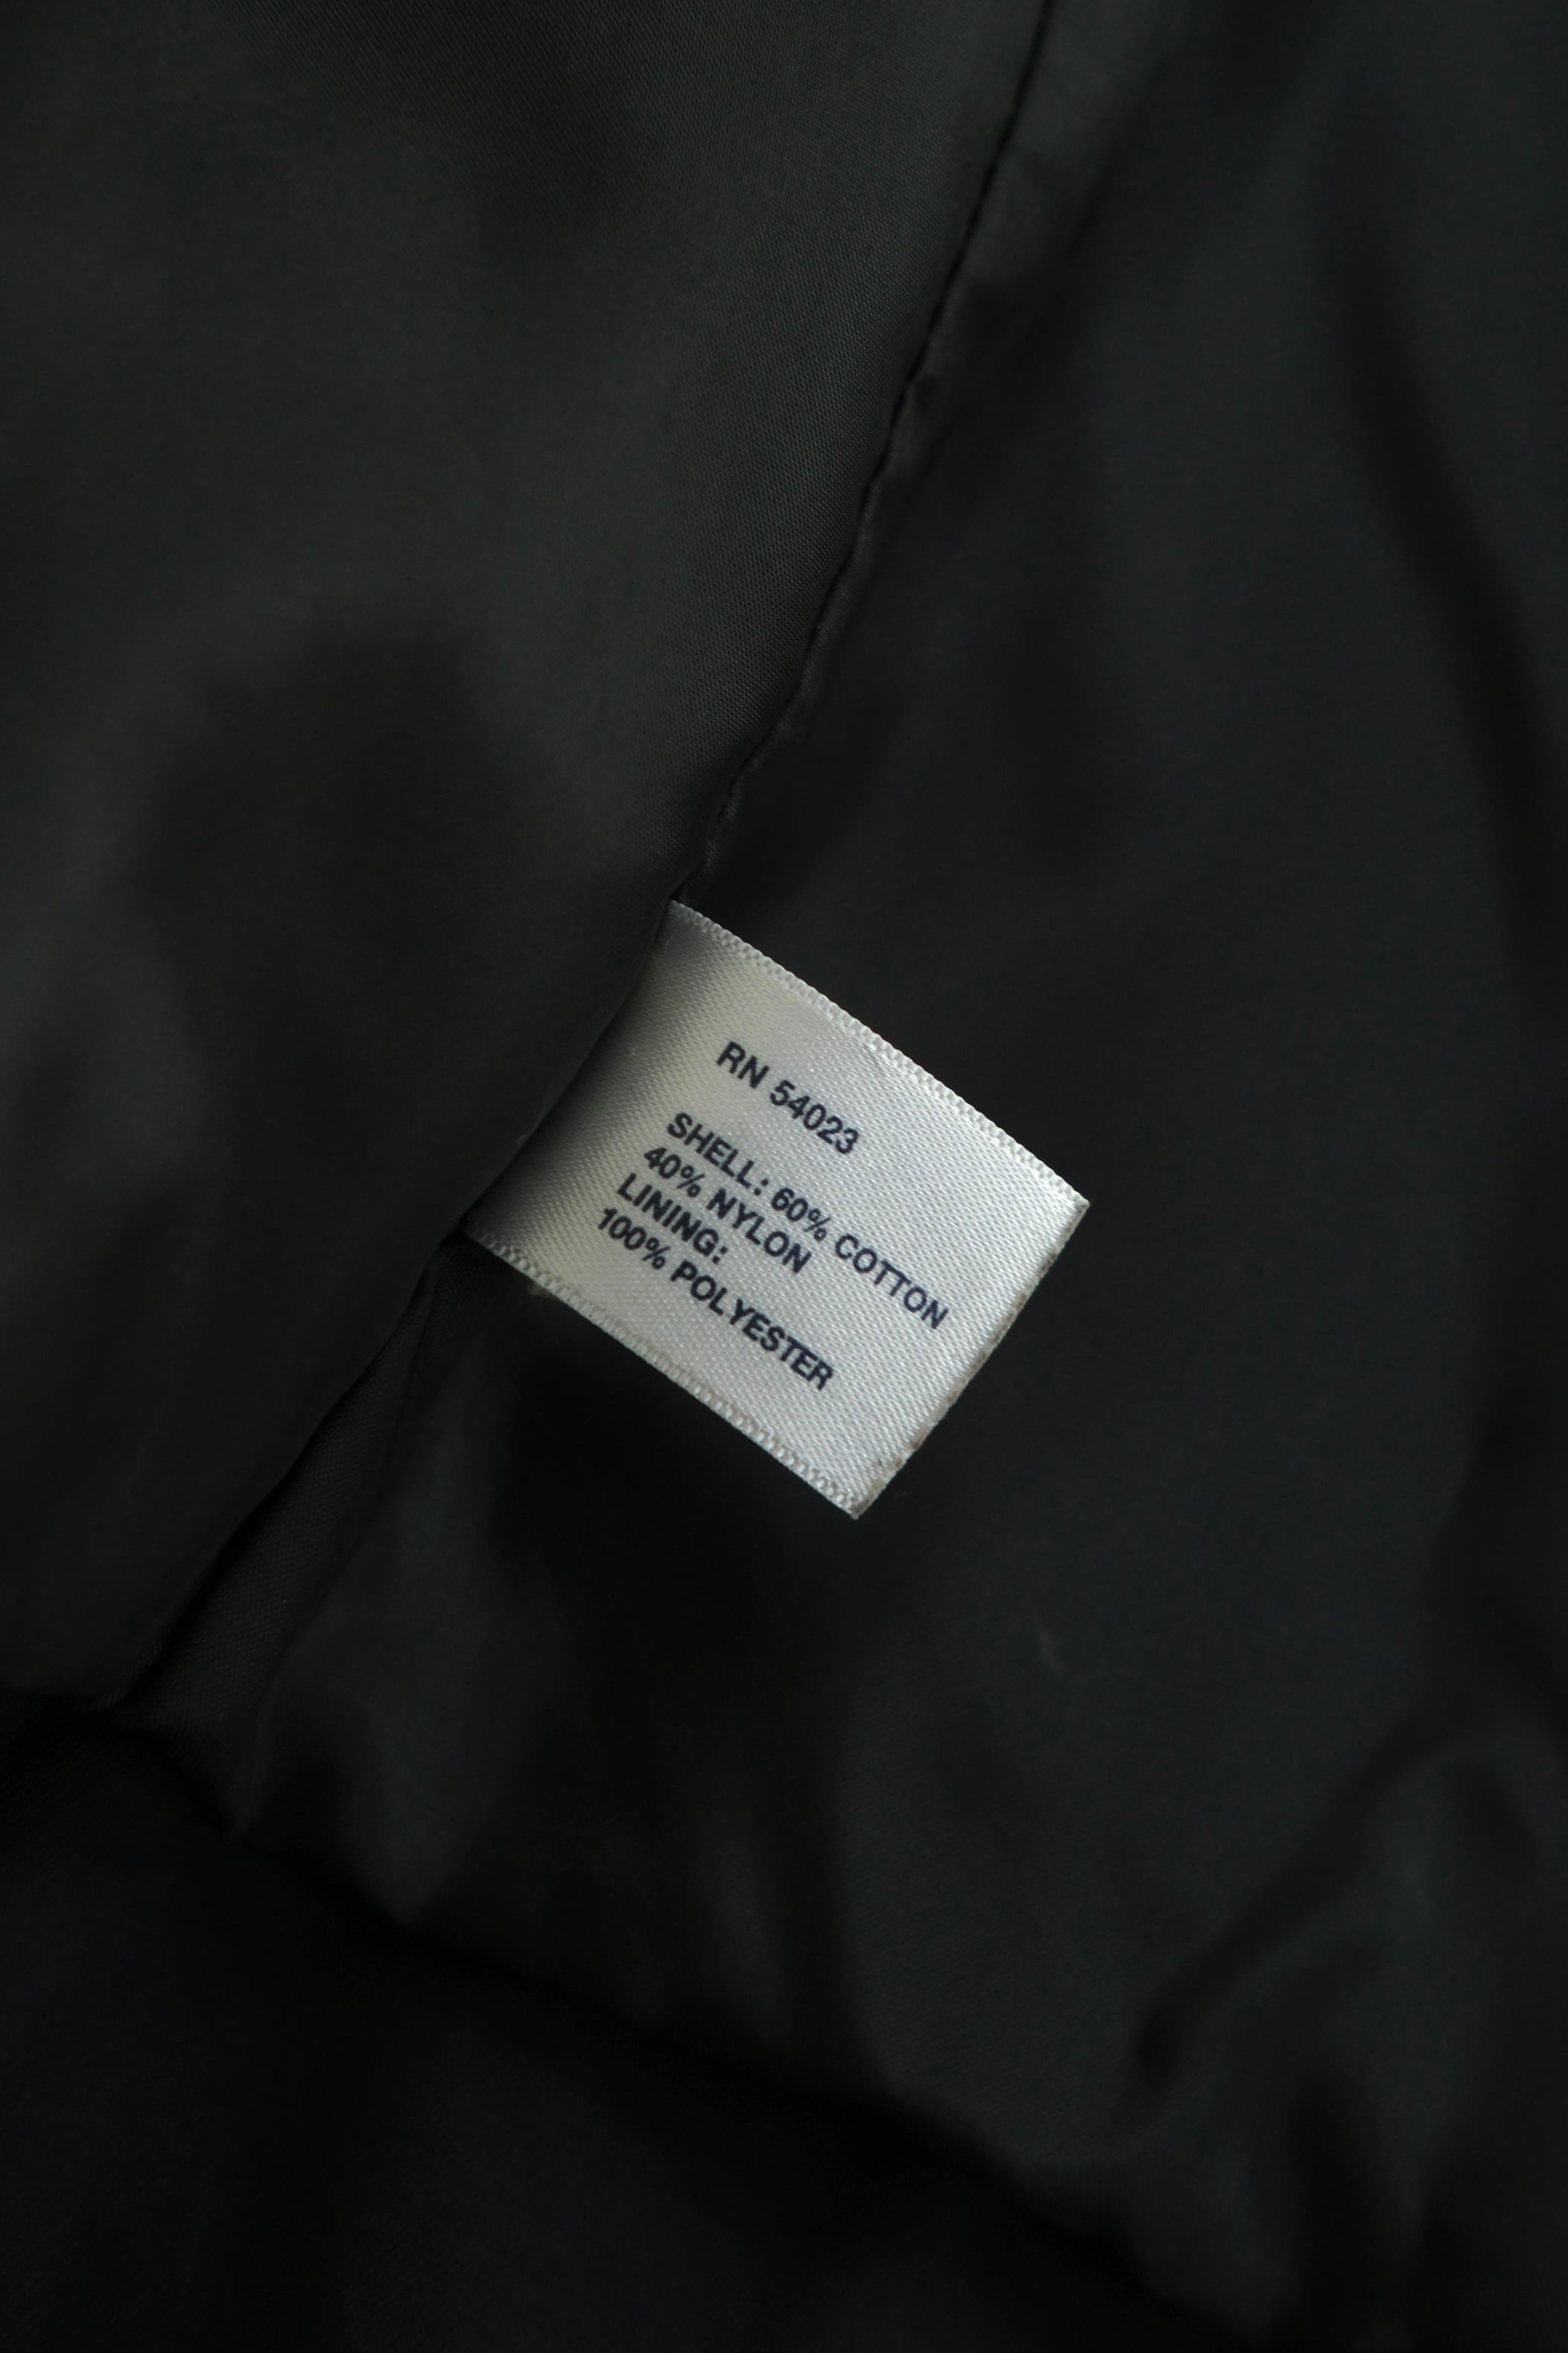 RN 54023
SHELL: 60% COTTON
40% NYLON
LINING:
100% POLYESTER